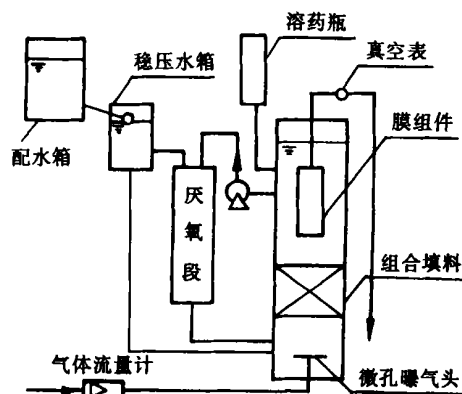 溶药瓶
真空表
稳压水箱
膜组件
配水箱
厌氧段
组合填料
气体流量计
微孔曝气头